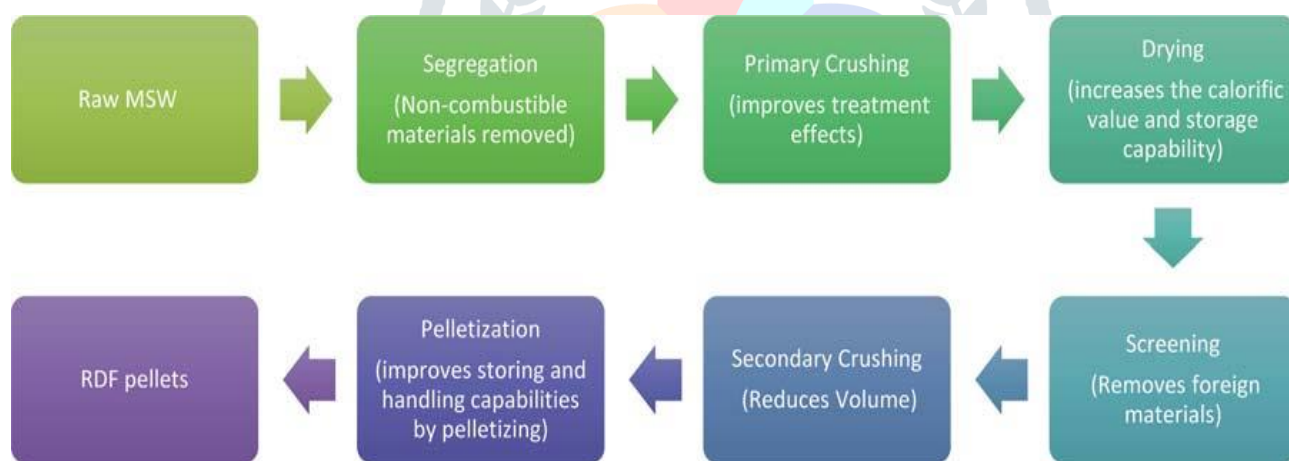 Raw MSW
Segregation
(Non-combustible
materials removed)
Primary Crushing
(improves treatment
effects)
Drying
(increases the calorific
value and storage
capability)
Screening
(Removes foreign
materials)
Secondary Crushing
(Reduces Volume)
Pelletization
(improves storing and
handling capabilities
by pelletizing)
RDF pellets